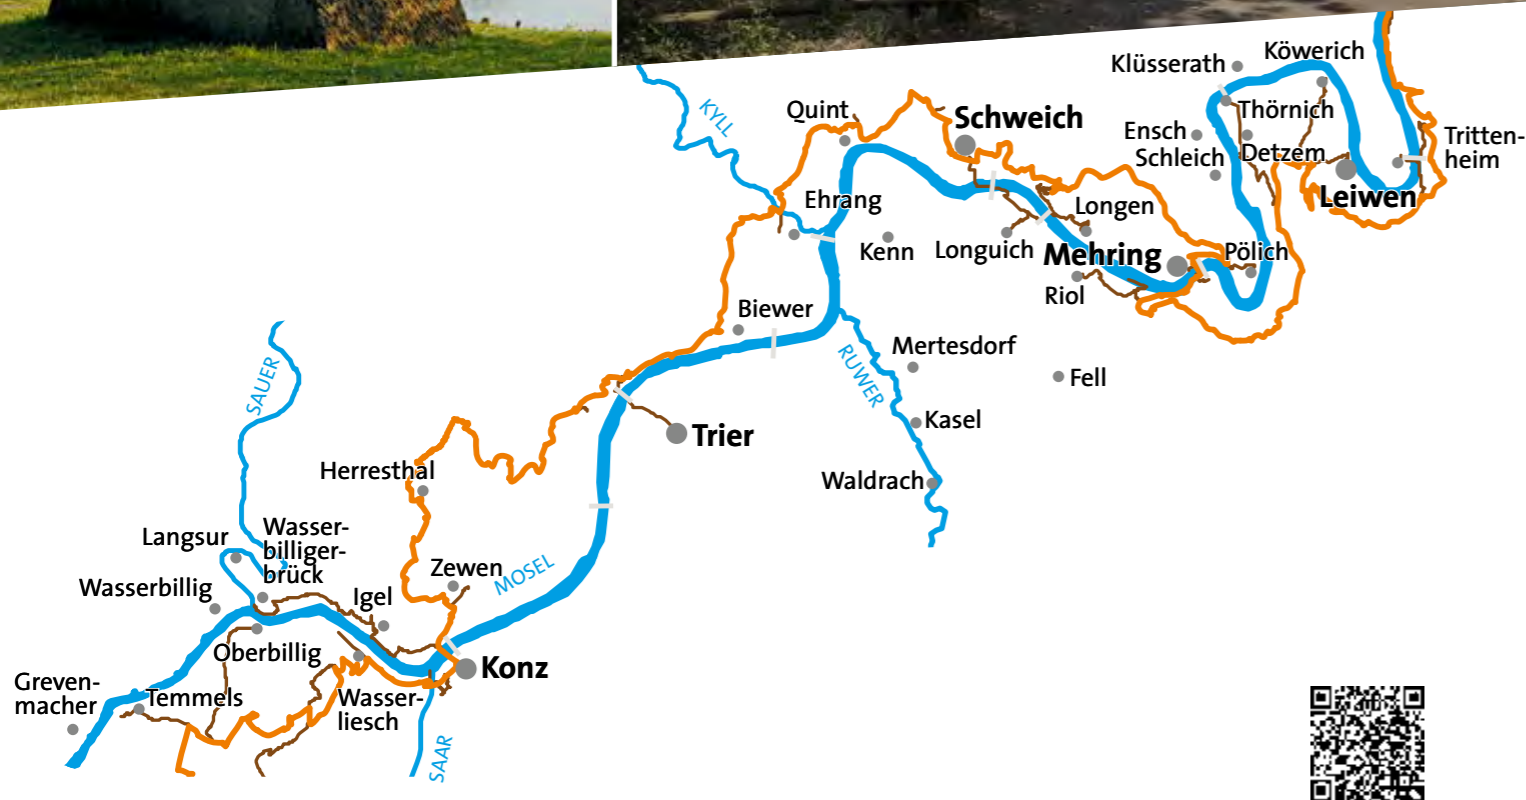 Klüsserath
Köwerich
KYLL
Quint
Schweich
Thörnich
Ensch
Schleich
Detzem
Tritten-
heim
Leiwen
Ehrang
Kenn
Longuich
Longen
Mehring
Pölich
Riol
Biewer
RUWER
Mertesdorf
Fell
Kasel
Trier
Waldrach
SAUER
Herresthal
Langsur
Wasser-
billiger-
brück
Wasserbillig
Igel
Zewen
MOSEL
Oberbillig
Konz
Greven-
macher
Temmels
Wasser-
liesch
SAAR